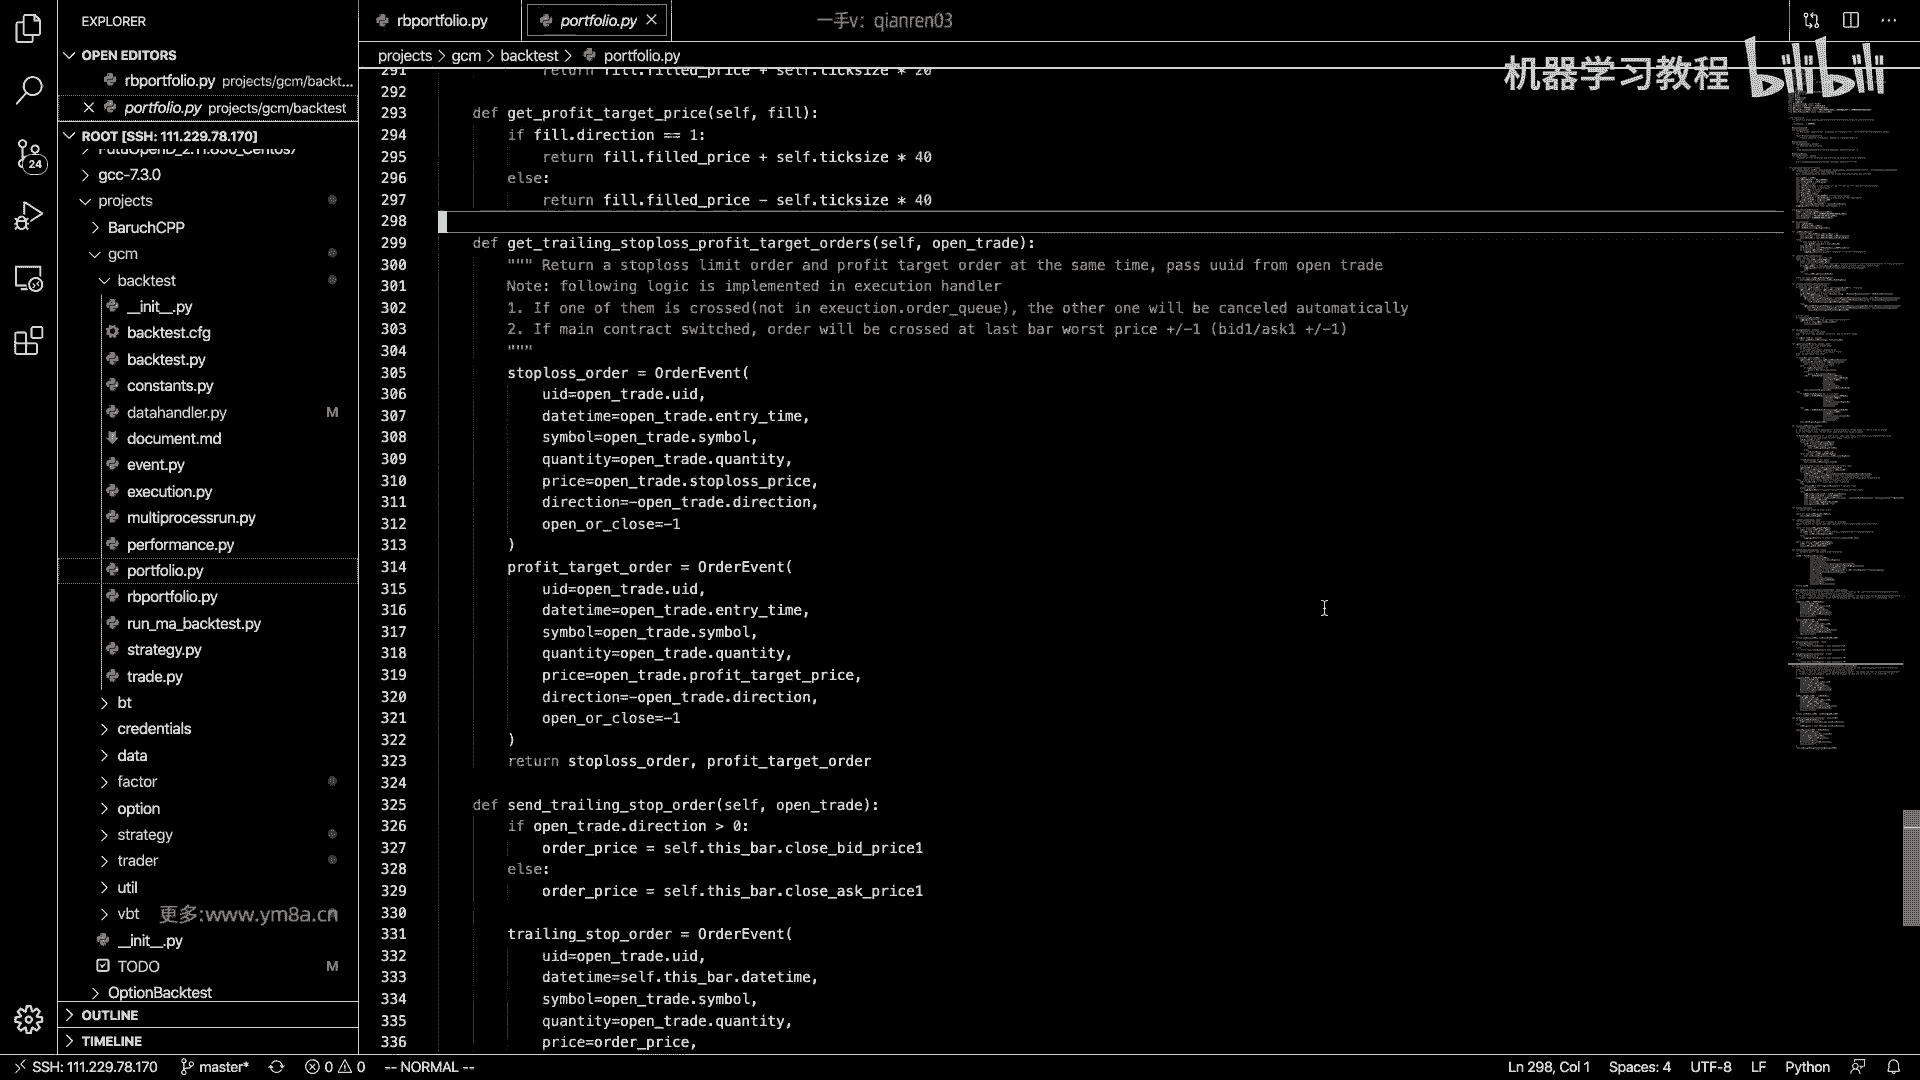 EXPLORER
rbportfolio.py
portfolio.py
一手v: qianren03
OPEN EDITORS
rbportfolio.py projects/gcm/backt...
portfolio.py projects/gcm/backtest
ROOT [SSH: 111.229.78.170]
gcc-7.3.0
projects
BaruchCPP
gcm
backtest
__init__.py
backtest.cfg
backtest.py
constants.py
datahandler.py M
document.md
event.py
execution.py
multiprocessrun.py
performance.py
portfolio.py
rbportfolio.py
run_ma_backtest.py
strategy.py
trade.py
bt
credentials
data
factor
option
strategy
trader
util
vbt
更多:www.ym8a.cn
__init__.py
TODO M
OptionBacktest
OUTLINE
TIMELINE
24
projects > gcm > backtest > portfolio.py
机器学习教程 bilibili
291 return fill.filled_price + self.ticksize * 20
292
293 def get_profit_target_price(self, fill):
294 if fill.direction == 1:
295 return fill.filled_price + self.ticksize * 40
296 else:
297 return fill.filled_price - self.ticksize * 40
298
299 def get_trailing_stoploss_profit_target_orders(self, open_trade):
300 """ Return a stoploss limit order and profit target order at the same time, pass uuid from open trade
301 Note: following logic is implemented in execution handler
302 1. If one of them is crossed(not in exeuction.order_queue), the other one will be canceled automatically
303 2. If main contract switched, order will be crossed at last bar worst price +/-1 (bid1/ask1 +/-1)
304 """
305 stoploss_order = OrderEvent(
306 uid=open_trade.uid,
307 datetime=open_trade.entry_time,
308 symbol=open_trade.symbol,
309 quantity=open_trade.quantity,
310 price=open_trade.stoploss_price,
311 direction=-open_trade.direction,
312 open_or_close=-1
313 )
314 profit_target_order = OrderEvent(
315 uid=open_trade.uid,
316 datetime=open_trade.entry_time,
317 symbol=open_trade.symbol,
318 quantity=open_trade.quantity,
319 price=open_trade.profit_target_price,
320 direction=-open_trade.direction,
321 open_or_close=-1
322 )
323 return stoploss_order, profit_target_order
324
325 def send_trailing_stop_order(self, open_trade):
326 if open_trade.direction > 0:
327 order_price = self.this_bar.close_bid_price1
328 else:
329 order_price = self.this_bar.close_ask_price1
330
331 trailing_stop_order = OrderEvent(
332 uid=open_trade.uid,
333 datetime=self.this_bar.datetime,
334 symbol=open_trade.symbol,
335 quantity=open_trade.quantity,
336 price=order_price,
SSH: 111.229.78.170 master* 0 0 -- NORMAL -- Ln 298, Col 1 Spaces: 4 UTF-8 LF Python